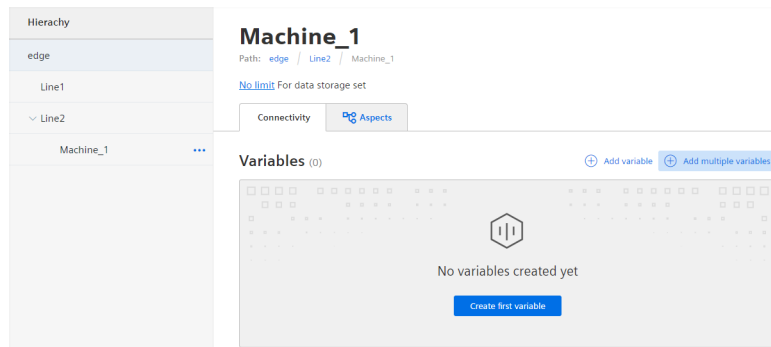 Hierachy
edge
Line1
Line2
Machine_1
Machine_1
Path: edge / Line2 / Machine_1
No limit For data storage set
Connectivity Aspects
Variables (0) Add variable Add multiple variables
No variables created yet
Create first variable